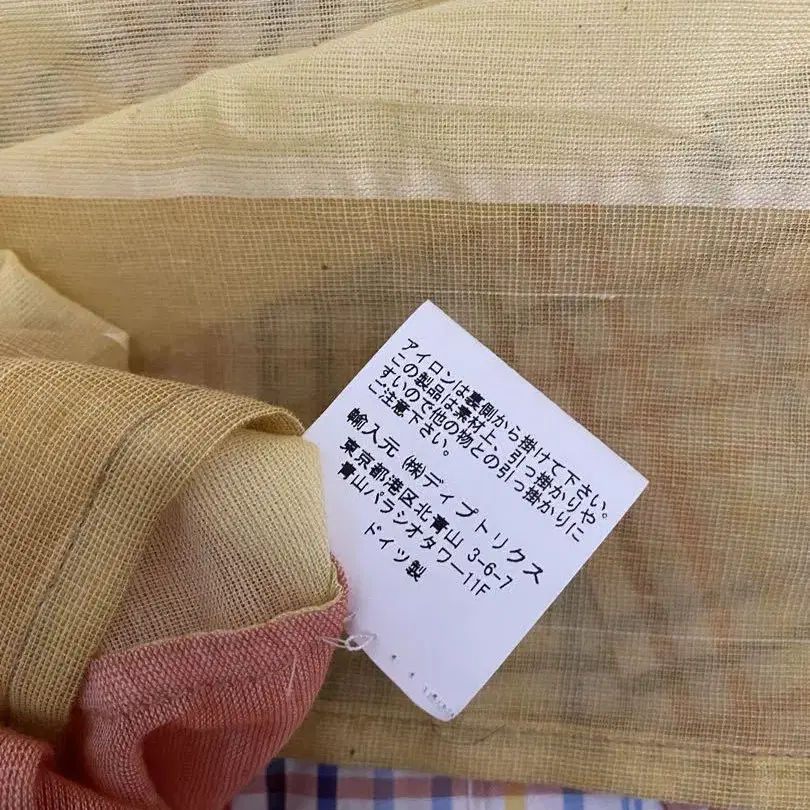 アイロンは裏側から掛けて下さい。
この製品は素材上、引っ掛かりや
すいので他の物との引っ掛かりに
ご注意下さい。
輸入元 ㈱ディプトリクス
東京都港区北青山 3-6-7
青山パラシオタワー11F
ドイツ製